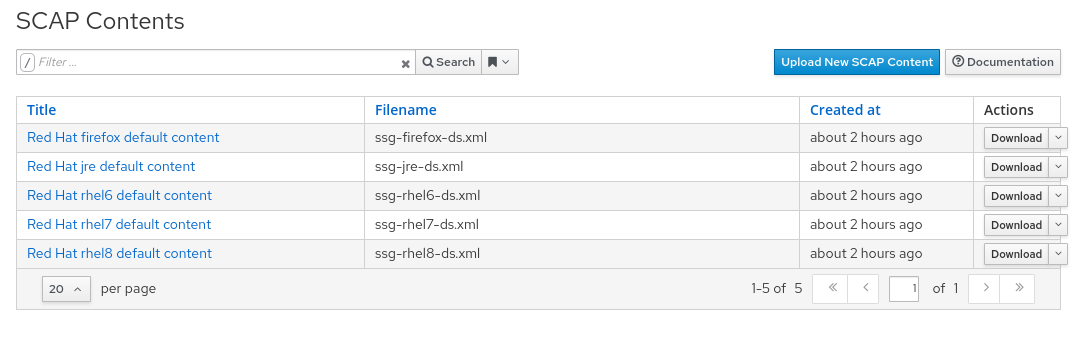 SCAP Contents
/ Filter ... Search Upload New SCAP Content Documentation
Title Filename Created at Actions
Red Hat firefox default content ssg-firefox-ds.xml about 2 hours ago Download
Red Hat jre default content ssg-jre-ds.xml about 2 hours ago Download
Red Hat rhel6 default content ssg-rhel6-ds.xml about 2 hours ago Download
Red Hat rhel7 default content ssg-rhel7-ds.xml about 2 hours ago Download
Red Hat rhel8 default content ssg-rhel8-ds.xml about 2 hours ago Download
20 per page 1-5 of 5 « < 1 of 1 > »